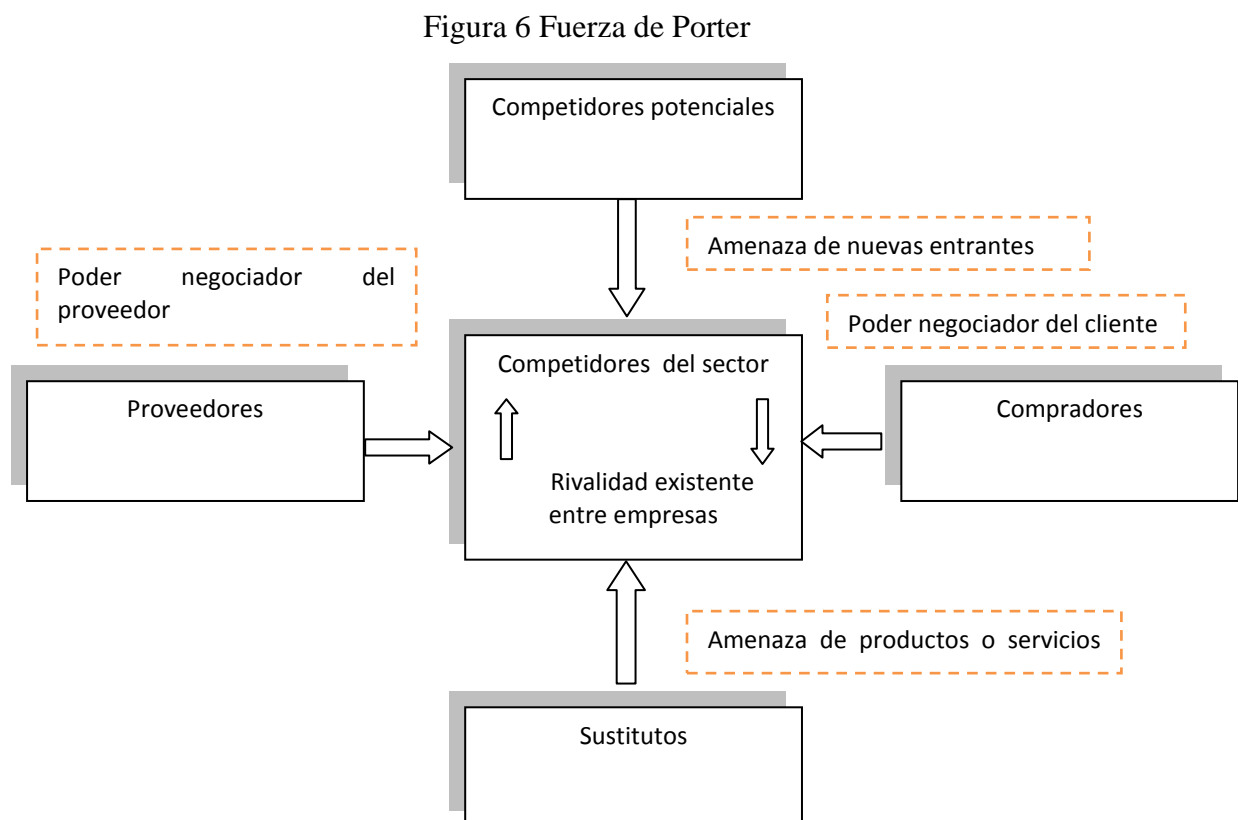 Figura 6 Fuerza de Porter
Competidores potenciales
Amenaza de nuevas entrantes
Poder negociador del
proveedor
Poder negociador del cliente
Competidores del sector
Proveedores
Compradores
Rivalidad existente
entre empresas
Amenaza de productos o servicios
Sustitutos